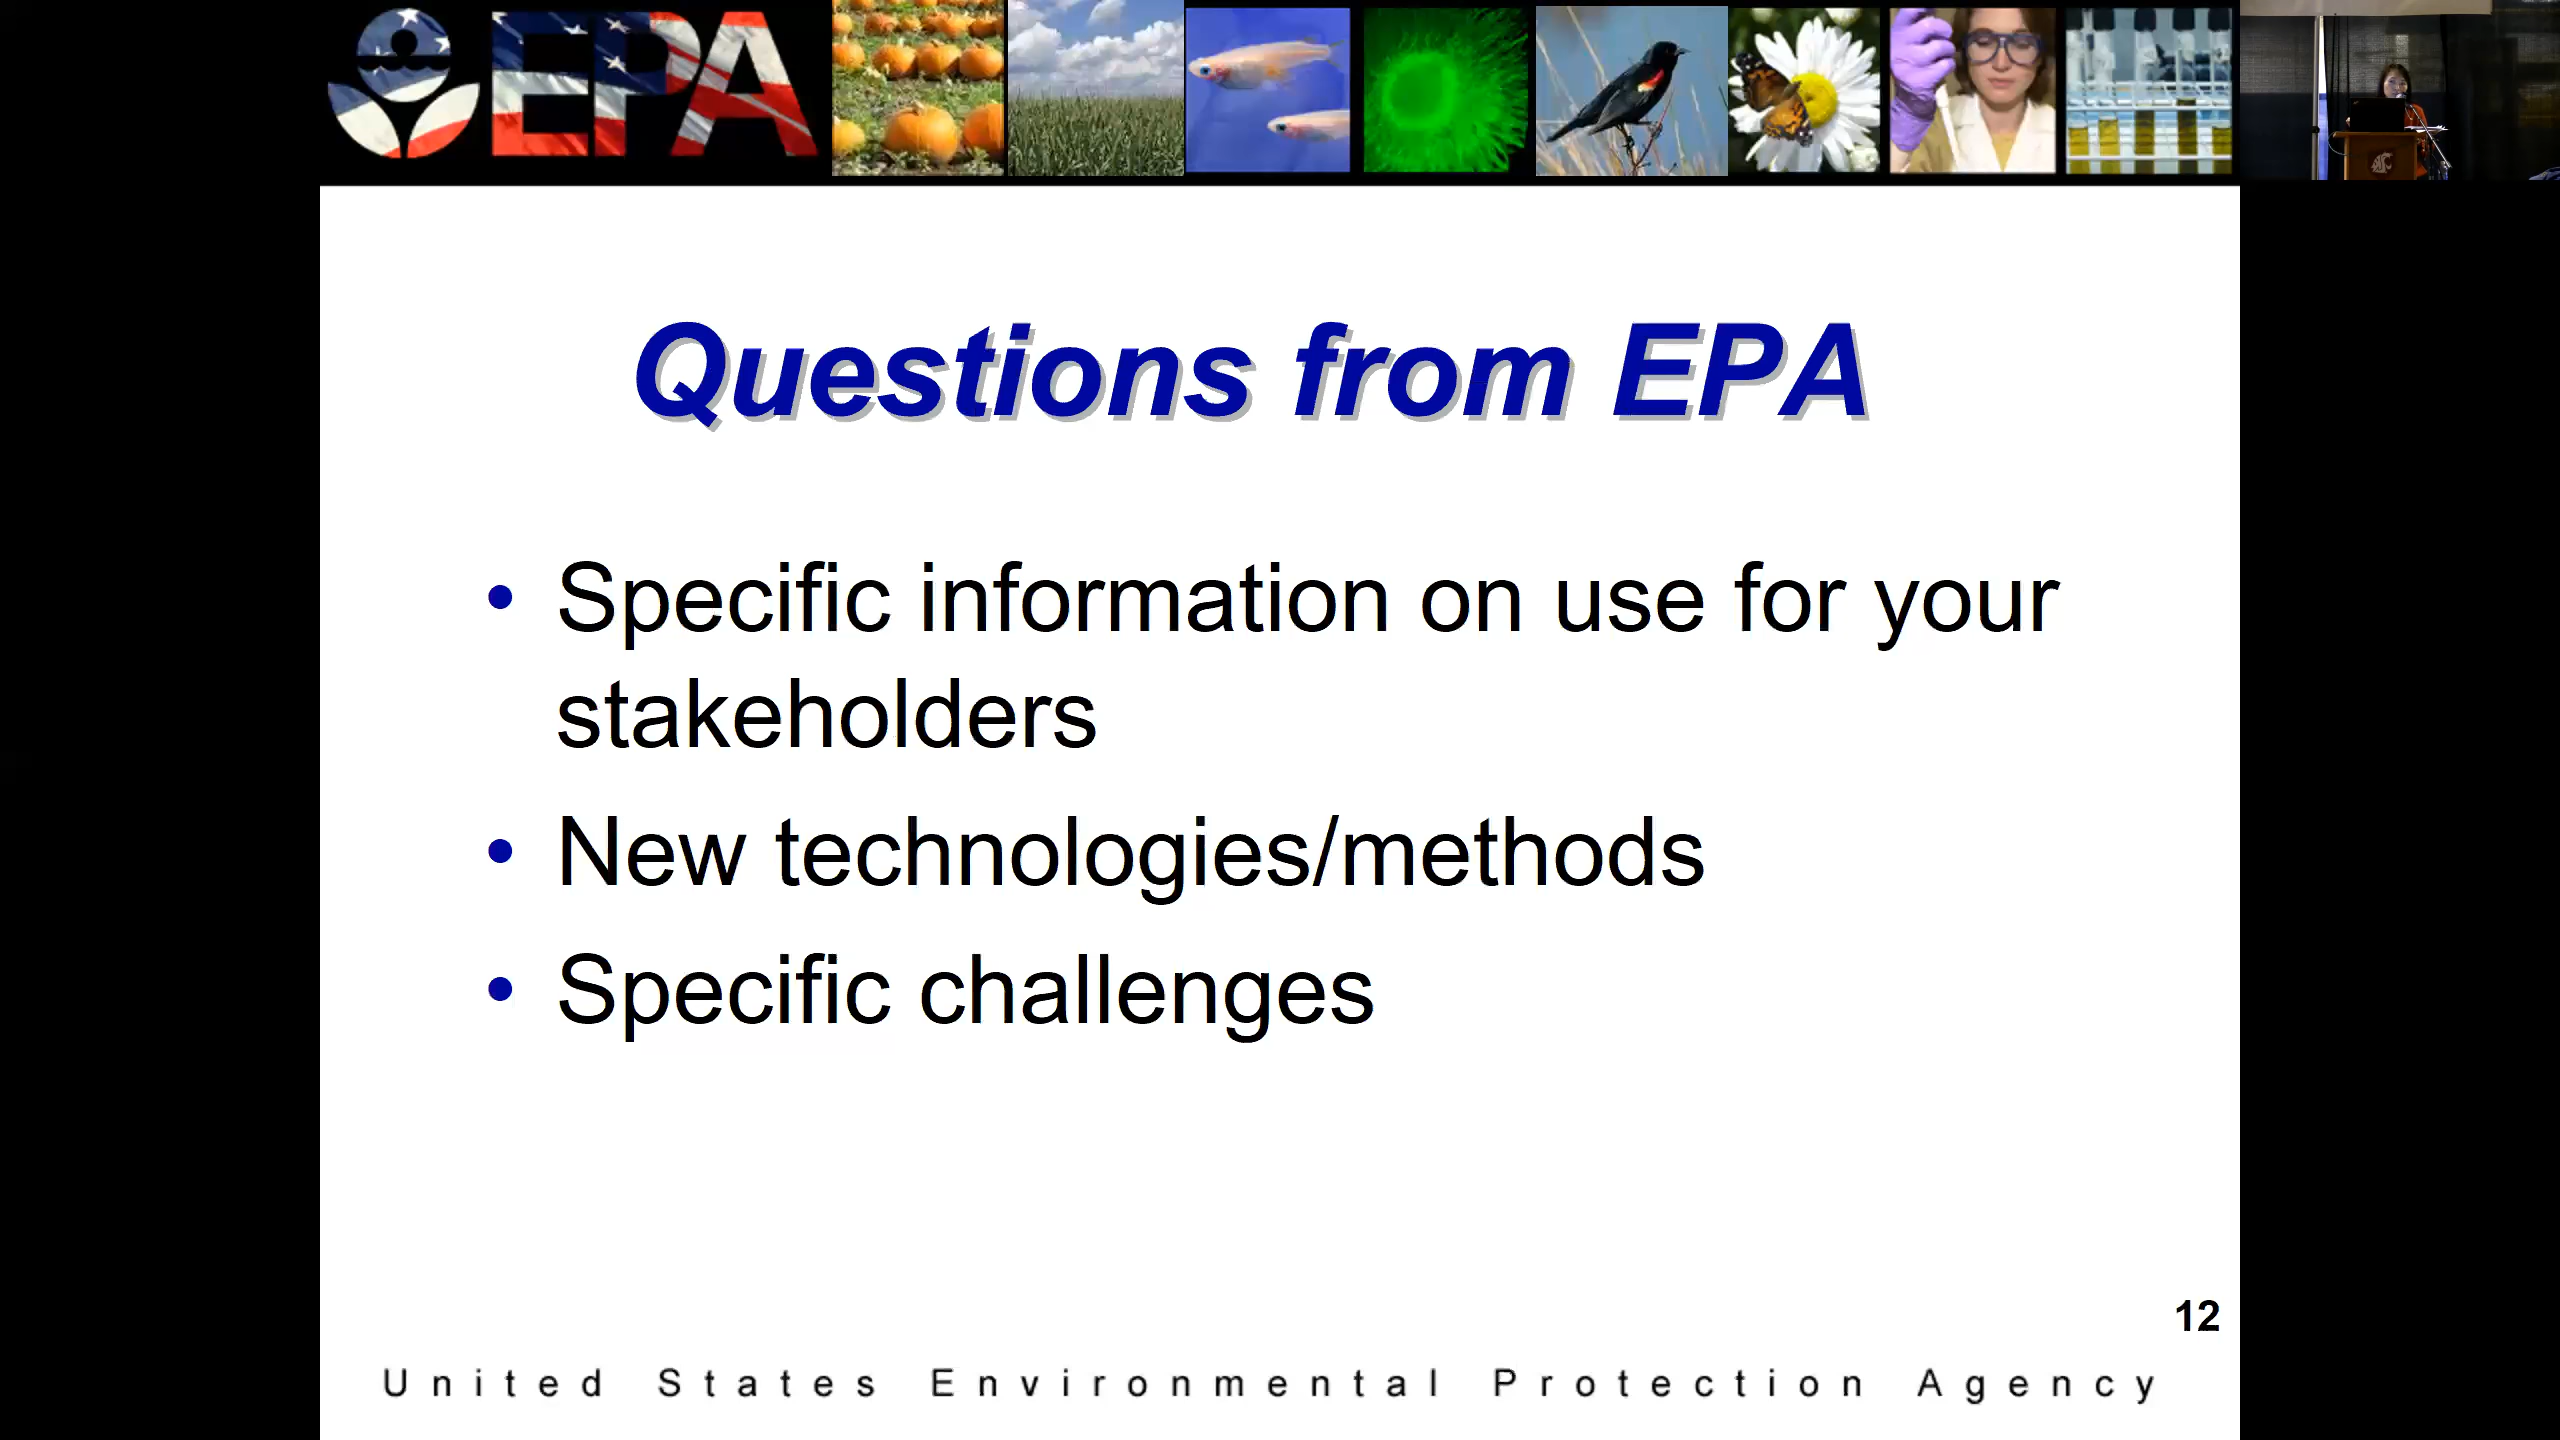 EPA
Questions from EPA
• Specific information on use for your
stakeholders
• New technologies/methods
• Specific challenges
12
United States Environmental Protection Agency